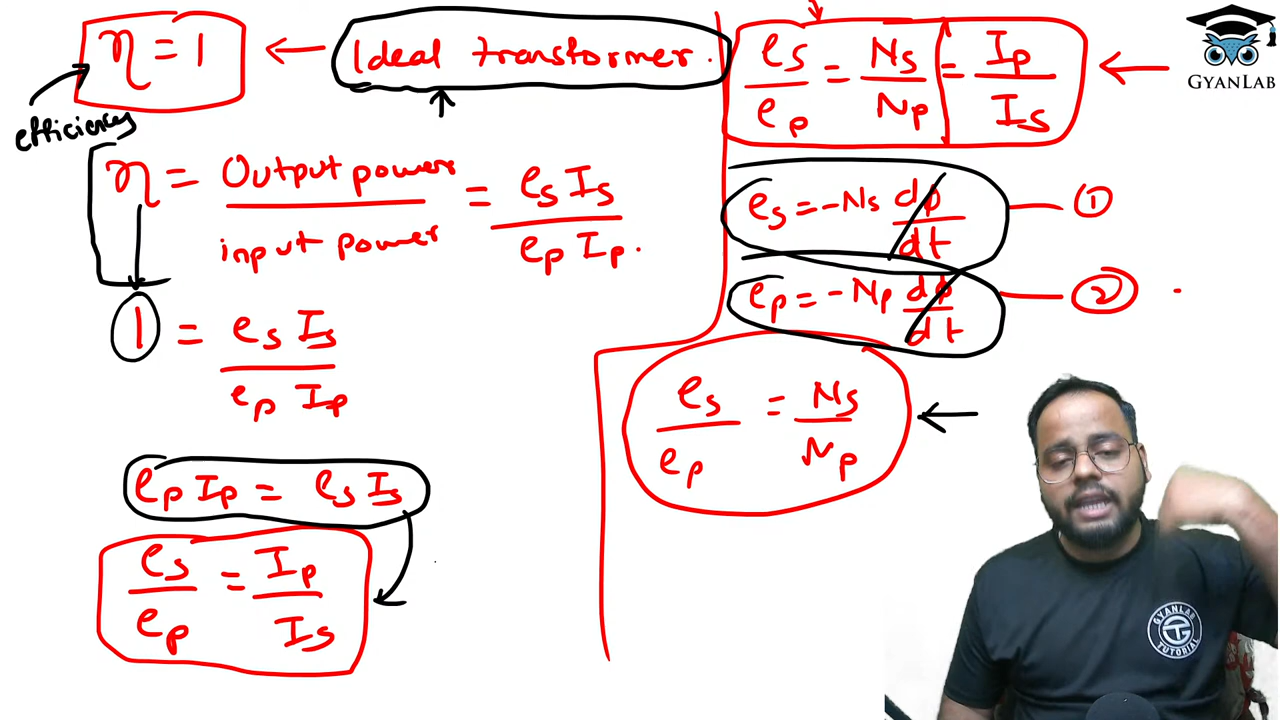 η = 1 ← Ideal transformer.
efficiency
η = Output power / input power = eₛ Iₛ / eₚ Iₚ.
1 = eₛ Iₛ / eₚ Iₚ
eₚ Iₚ = eₛ Iₛ
eₛ / eₚ = Iₚ / Iₛ
eₛ / eₚ = Nₛ / Nₚ = Iₚ / Iₛ ←
eₛ = -Nₛ dϕ / dt — ①
eₚ = -Nₚ dϕ / dt — ②
eₛ / eₚ = Nₛ / Nₚ ←
GYANLAB
GYANLAB
TUTORIAL